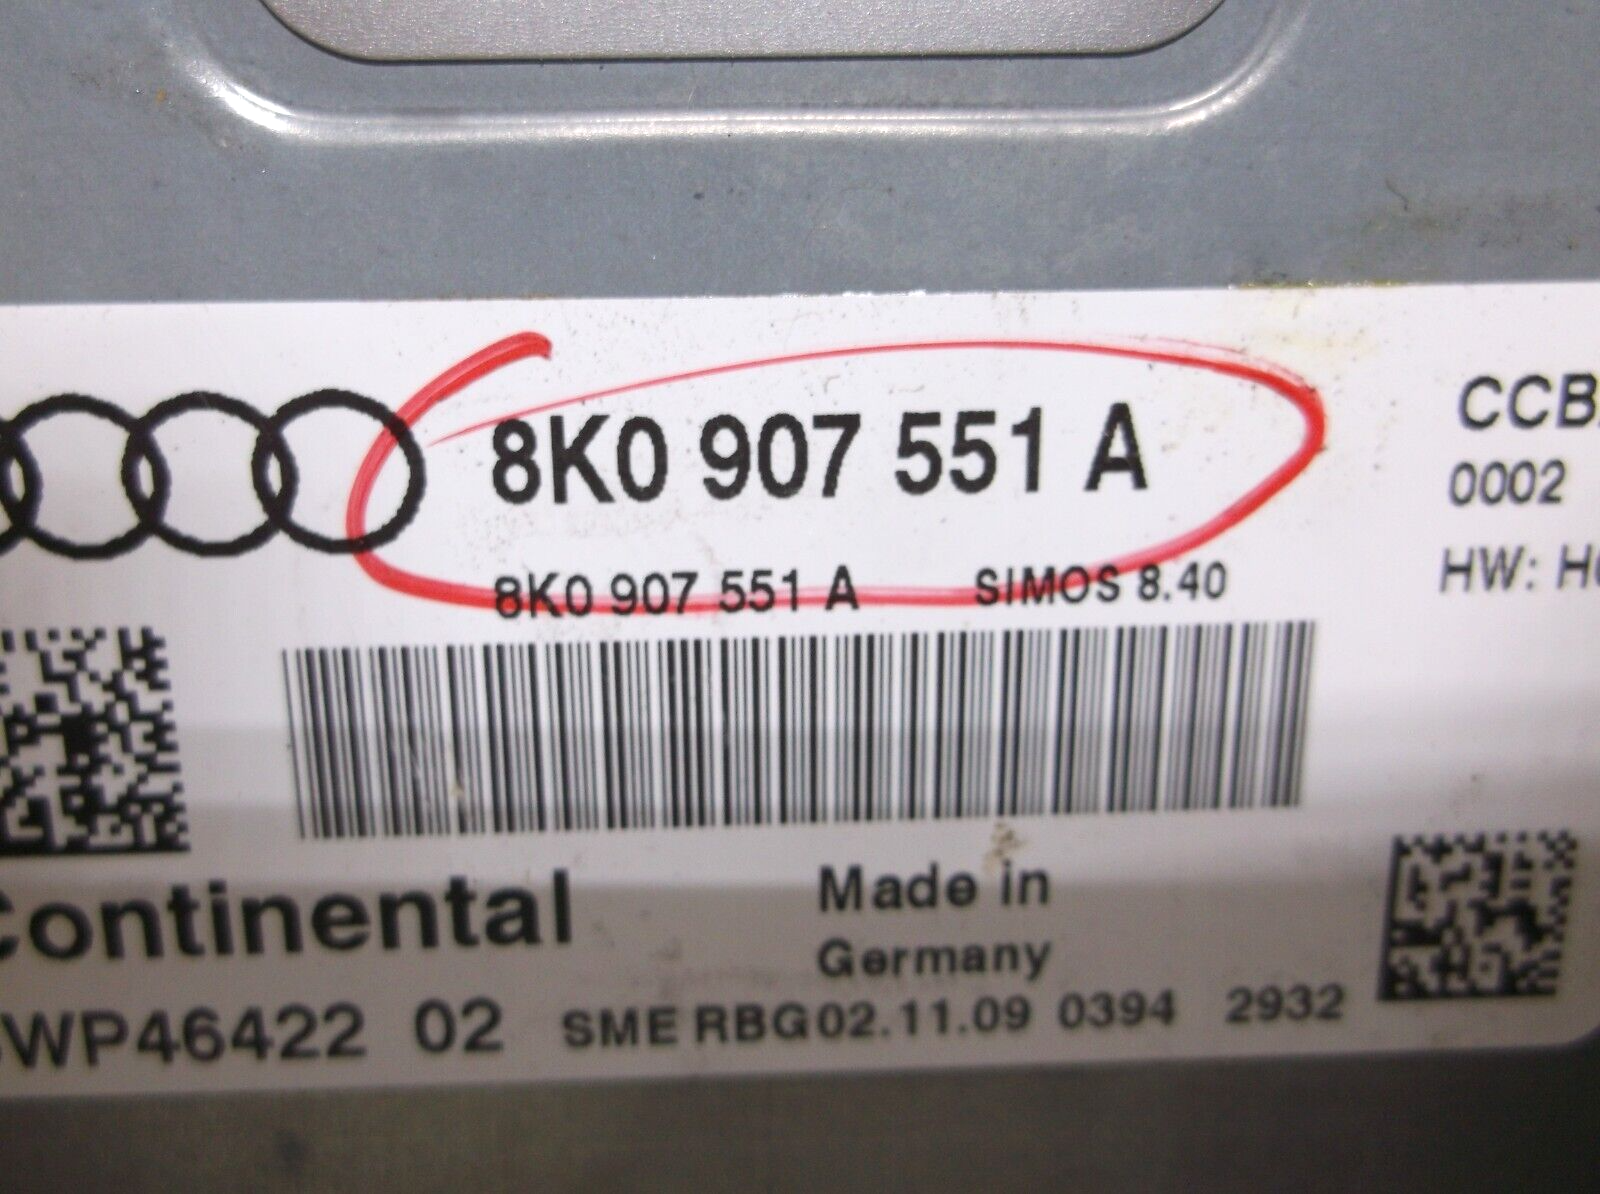 8K0 907 551 A
CCB
0002
8K0 907 551 A SIMOS 8.40
HW:
Continental
Made in
Germany
WP46422 02 SME RBG02.11.09 0394 2932